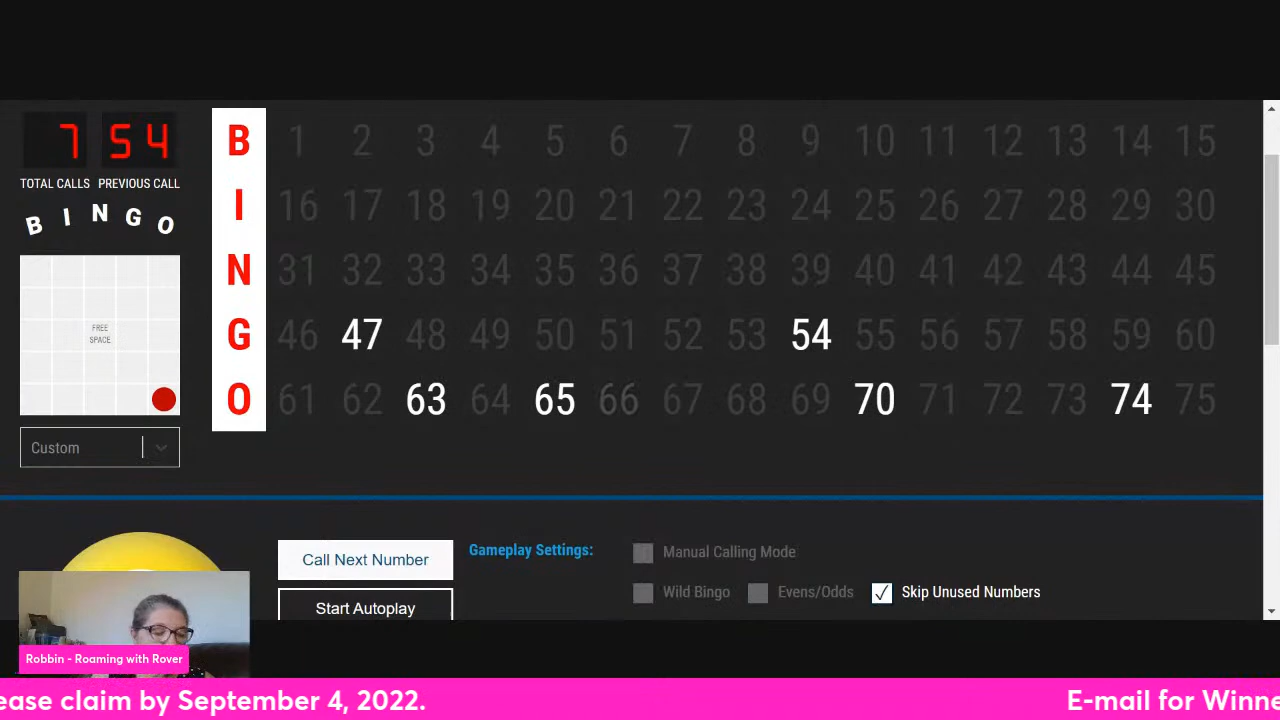 7 54
TOTAL CALLS PREVIOUS CALL
BINGO
FREE
SPACE
Custom
B 1 2 3 4 5 6 7 8 9 10 11 12 13 14 15
I 16 17 18 19 20 21 22 23 24 25 26 27 28 29 30
N 31 32 33 34 35 36 37 38 39 40 41 42 43 44 45
G 46 47 48 49 50 51 52 53 54 55 56 57 58 59 60
O 61 62 63 64 65 66 67 68 69 70 71 72 73 74 75
Call Next Number
Start Autoplay
Gameplay Settings:
Manual Calling Mode
Wild Bingo Evens/Odds Skip Unused Numbers
Robbin - Roaming with Rover
ease claim by September 4, 2022. E-mail for Winne